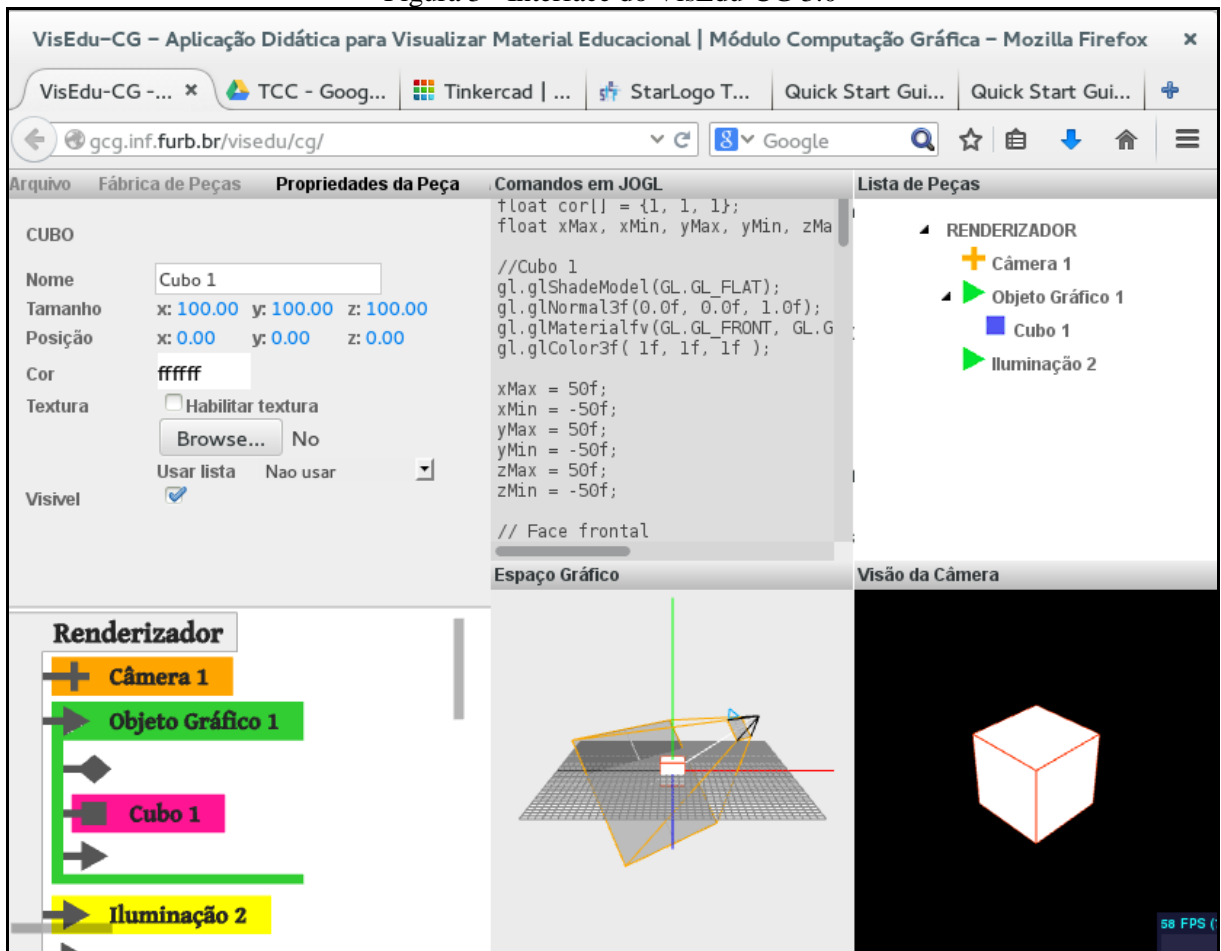 VisEdu-CG – Aplicação Didática para Visualizar Material Educacional | Módulo Computação Gráfica – Mozilla Firefox ×
VisEdu-CG -... × TCC - Goog... Tinkercad | ... StarLogo T... Quick Start Gui... Quick Start Gui...
gcg.inf.furb.br/visedu/cg/ Google
Arquivo Fábrica de Peças Propriedades da Peça
CUBO
Nome Cubo 1
Tamanho x: 100.00 y: 100.00 z: 100.00
Posição x: 0.00 y: 0.00 z: 0.00
Cor ffffff
Textura Habilitar textura
Browse... No
Usar lista Nao usar
Visivel
Comandos em JOGL
float cor[] = {1, 1, 1};
float xMax, xMin, yMax, yMin, zMa
//Cubo 1
gl.glShadeModel(GL.GL_FLAT);
gl.glNormal3f(0.0f, 0.0f, 1.0f);
gl.glMaterialfv(GL.GL_FRONT, GL.G
gl.glColor3f( 1f, 1f, 1f );
xMax = 50f;
xMin = -50f;
yMax = 50f;
yMin = -50f;
zMax = 50f;
zMin = -50f;
// Face frontal
Lista de Peças
RENDERIZADOR
Câmera 1
Objeto Gráfico 1
Cubo 1
Iluminação 2
Renderizador
Câmera 1
Objeto Gráfico 1
Cubo 1
Iluminação 2
Espaço Gráfico
Visão da Câmera
58 FPS (